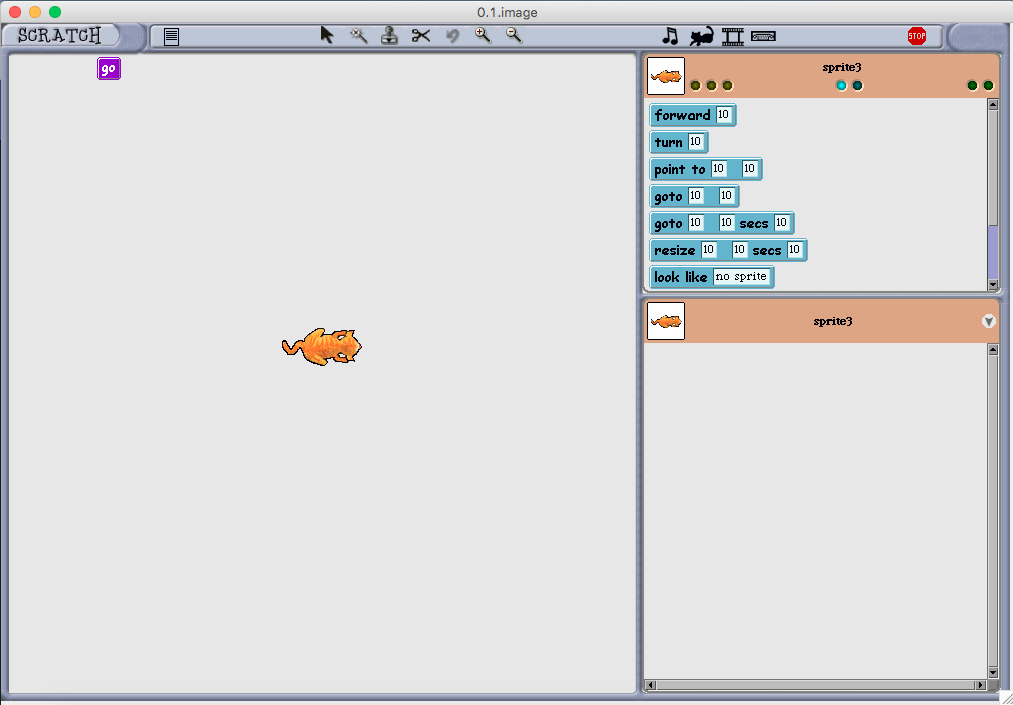 0.1.image
SCRATCH
STOP
go
sprite3
forward 10
turn 10
point to 10 10
goto 10 10
goto 10 10 secs 10
resize 10 10 secs 10
look like no sprite
sprite3